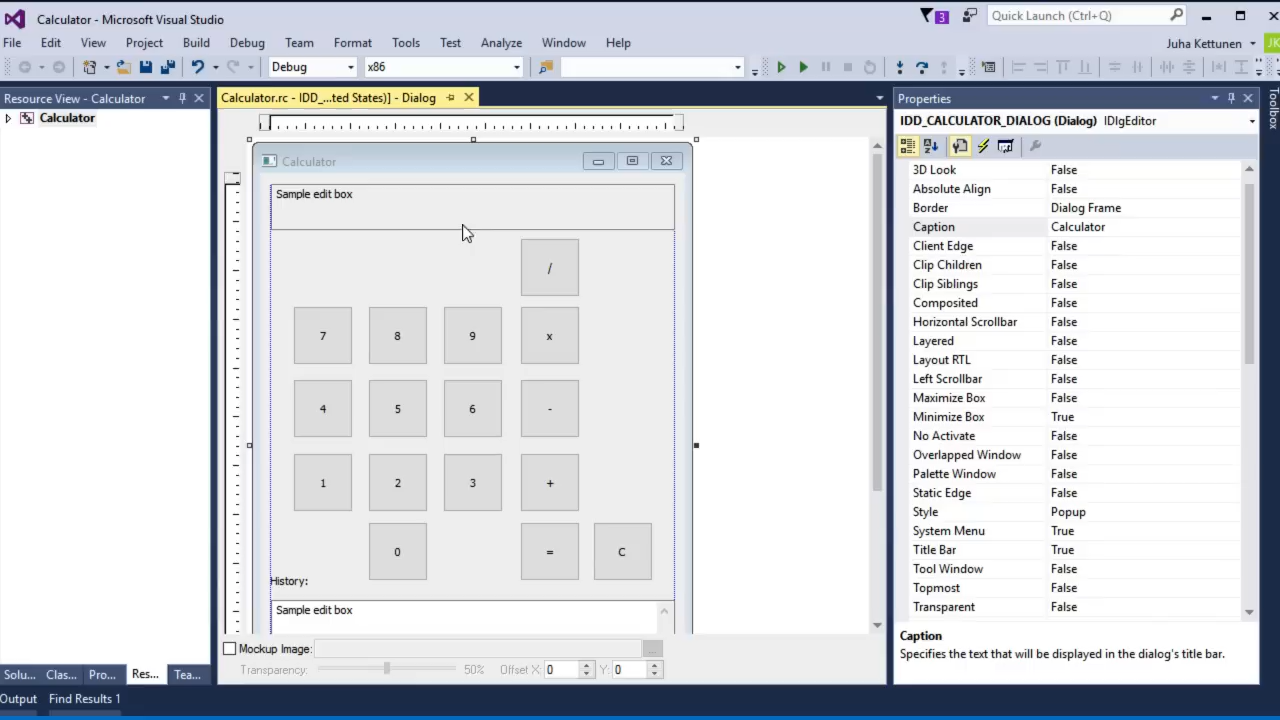 Calculator - Microsoft Visual Studio
3
Quick Launch (Ctrl+Q)
File Edit View Project Build Debug Team Format Tools Test Analyze Window Help
Juha Kettunen
JK
Debug
x86
Resource View - Calculator
Calculator.rc - IDD_...ted States)] - Dialog
Properties
Toolbox
Calculator
IDD_CALCULATOR_DIALOG (Dialog) IDlgEditor
Calculator
Sample edit box
/
7 8 9 x
4 5 6 -
1 2 3 +
0 = C
History:
Sample edit box
Mockup Image:
...
Transparency: 50% Offset X: 0 Y: 0
3D Look False
Absolute Align False
Border Dialog Frame
Caption Calculator
Client Edge False
Clip Children False
Clip Siblings False
Composited False
Horizontal Scrollbar False
Layered False
Layout RTL False
Left Scrollbar False
Maximize Box False
Minimize Box True
No Activate False
Overlapped Window False
Palette Window False
Static Edge False
Style Popup
System Menu True
Title Bar True
Tool Window False
Topmost False
Transparent False
Caption
Specifies the text that will be displayed in the dialog's title bar.
Solu... Clas... Pro... Res... Tea...
Output Find Results 1